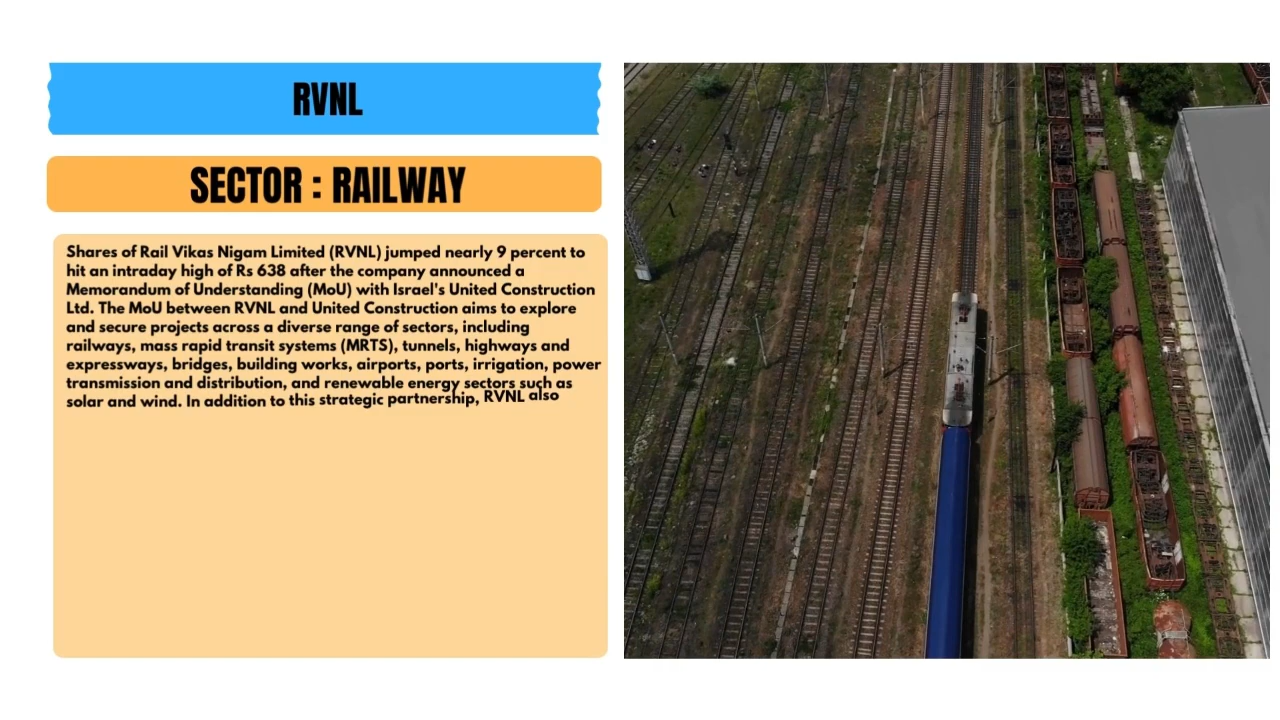 RVNL
SECTOR : RAILWAY
Shares of Rail Vikas Nigam Limited (RVNL) jumped nearly 9 percent to
hit an intraday high of Rs 638 after the company announced a
Memorandum of Understanding (MoU) with Israel's United Construction
Ltd. The MoU between RVNL and United Construction aims to explore
and secure projects across a diverse range of sectors, including
railways, mass rapid transit systems (MRTS), tunnels, highways and
expressways, bridges, building works, airports, ports, irrigation, power
transmission and distribution, and renewable energy sectors such as
solar and wind. In addition to this strategic partnership, RVNL also